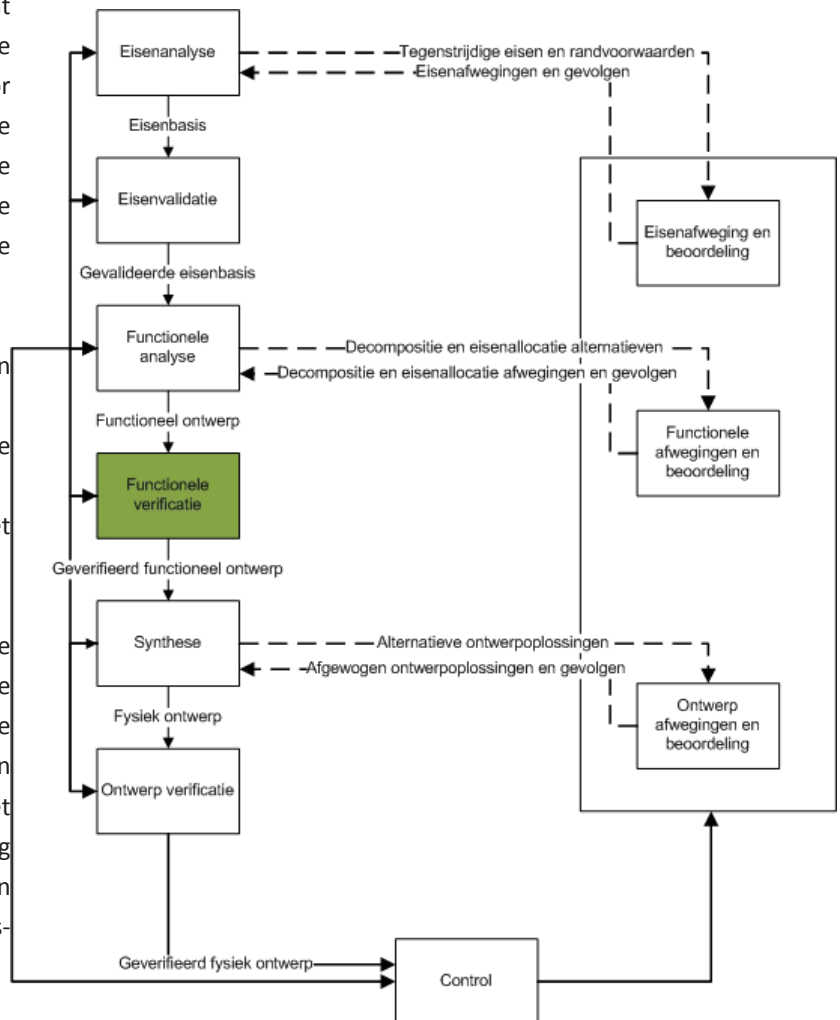 Eisenanalyse
Tegenstrijdige eisen en randvoorwaarden
Eisenafwegingen en gevolgen
Eisenbasis
Eisenvalidatie
Eisenafweging en
beoordeling
Gevalideerde eisenbasis
Functionele
analyse
Decompositie en eisenallocatie alternatieven
Decompositie en eisenallocatie afwegingen en gevolgen
Functioneel ontwerp
Functionele
afwegingen en
beoordeling
Functionele
verificatie
Geverifieerd functioneel ontwerp
Synthese
Alternatieve ontwerpoplossingen
Afgewogen ontwerpoplossingen en gevolgen
Fysiek ontwerp
Ontwerp
afwegingen en
beoordeling
Ontwerp verificatie
Geverifieerd fysiek ontwerp
Control